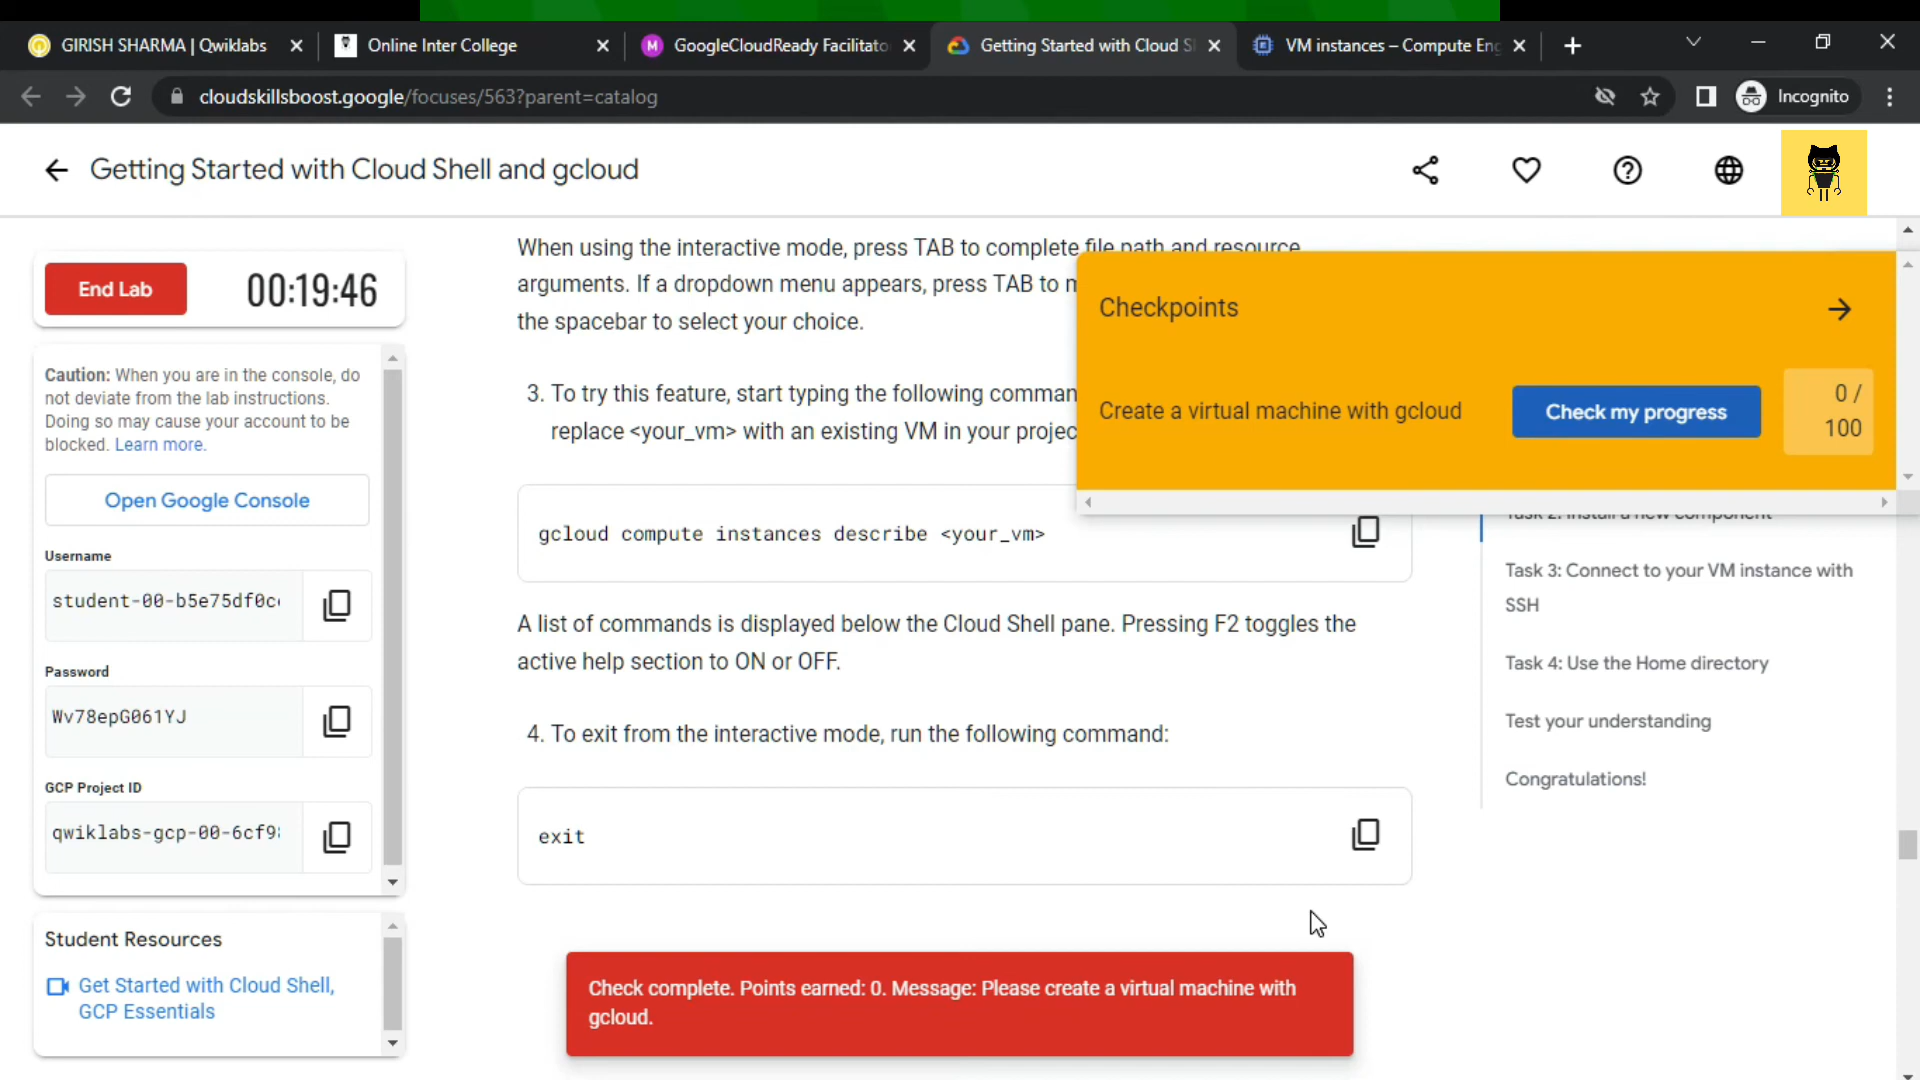 GIRISH SHARMA | Qwiklabs
Online Inter College
GoogleCloudReady Facilitato
Getting Started with Cloud S
VM instances – Compute Eng
cloudskillsboost.google/focuses/563?parent=catalog
Incognito
Getting Started with Cloud Shell and gcloud
End Lab
00:19:46
Caution: When you are in the console, do
not deviate from the lab instructions.
Doing so may cause your account to be
blocked. Learn more.
Open Google Console
Username
student-00-b5e75df0c
Password
Wv78epG061YJ
GCP Project ID
qwiklabs-gcp-00-6cf9
Student Resources
Get Started with Cloud Shell,
GCP Essentials
When using the interactive mode, press TAB to complete file path and resource
arguments. If a dropdown menu appears, press TAB to m
the spacebar to select your choice.
3. To try this feature, start typing the following comman
replace <your_vm> with an existing VM in your projec
gcloud compute instances describe <your_vm>
A list of commands is displayed below the Cloud Shell pane. Pressing F2 toggles the
active help section to ON or OFF.
4. To exit from the interactive mode, run the following command:
exit
Check complete. Points earned: 0. Message: Please create a virtual machine with
gcloud.
Checkpoints
Create a virtual machine with gcloud
Check my progress
0 /
100
Task 2: Install a new component
Task 3: Connect to your VM instance with
SSH
Task 4: Use the Home directory
Test your understanding
Congratulations!